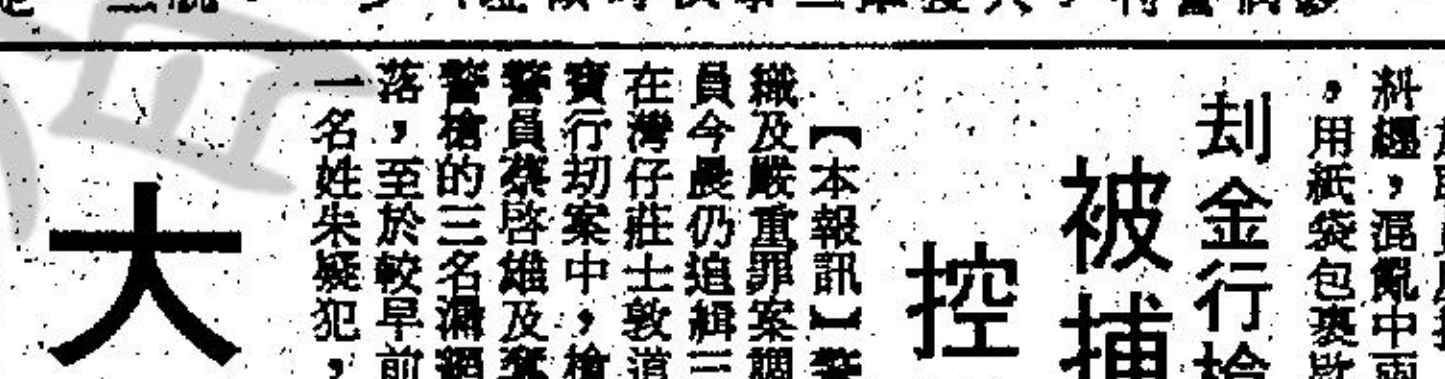 料經，混亂中兩
，用紙袋包裹
刦金行槍
被捕
控
【本報訊】警
織及嚴重罪案調
員今晨仍追緝三
在灣仔莊士敦道
寶行刧案中，槍
警員蔡啓雄及奪
警槍的三名漏網
落，至於較早前
一名姓朱疑犯，
大